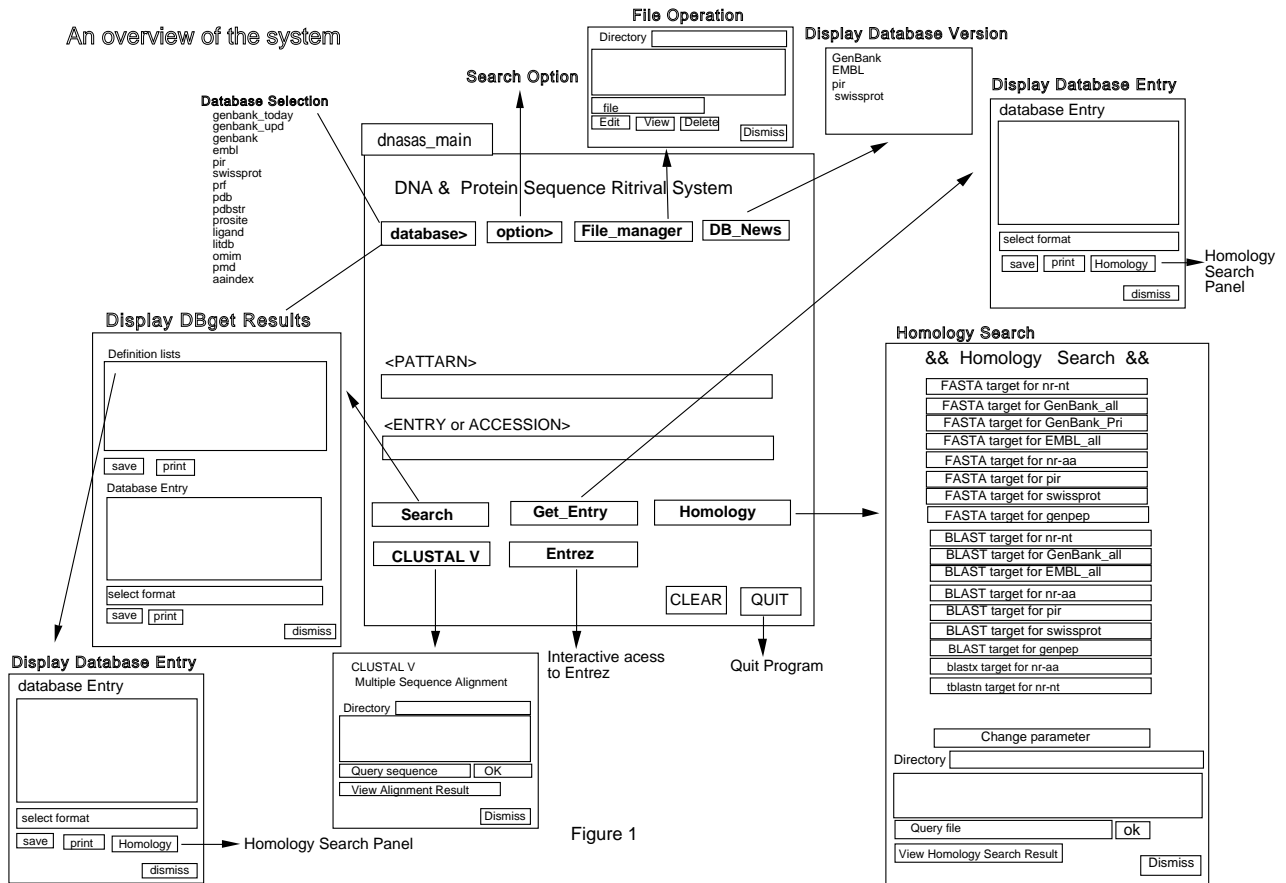 An overview of the system
File Operation
Directory
file
Edit View Delete
Dismiss
Display Database Version
GenBank
EMBL
pir
swissprot
Search Option
Database Selection
genbank_today
genbank_upd
genbank
embl
pir
swissprot
prf
pdb
pdbstr
prosite
ligand
litdb
omim
pmd
aaindex
Display Database Entry
database Entry
select format
save print Homology
dismiss
Homology
Search
Panel
dnasas_main
DNA & Protein Sequence Ritrival System
database> option> File_manager DB_News
<PATTARN>
<ENTRY or ACCESSION>
Search Get_Entry Homology
CLUSTAL V Entrez
CLEAR QUIT
Display DBget Results
Definition lists
save print
Database Entry
select format
save print
dismiss
Homology Search
&& Homology Search &&
FASTA target for nr-nt
FASTA target for GenBank_all
FASTA target for GenBank_Pri
FASTA target for EMBL_all
FASTA target for nr-aa
FASTA target for pir
FASTA target for swissprot
FASTA target for genpep
BLAST target for nr-nt
BLAST target for GenBank_all
BLAST target for EMBL_all
BLAST target for nr-aa
BLAST target for pir
BLAST target for swissprot
BLAST target for genpep
blastx target for nr-aa
tblastn target for nr-nt
Change parameter
Directory
Query file ok
View Homology Search Result
Dismiss
Display Database Entry
database Entry
select format
save print Homology
dismiss
Homology Search Panel
CLUSTAL V
Multiple Sequence Alignment
Directory
Query sequence OK
View Alignment Result
Dismiss
Interactive acess
to Entrez
Quit Program
Figure 1